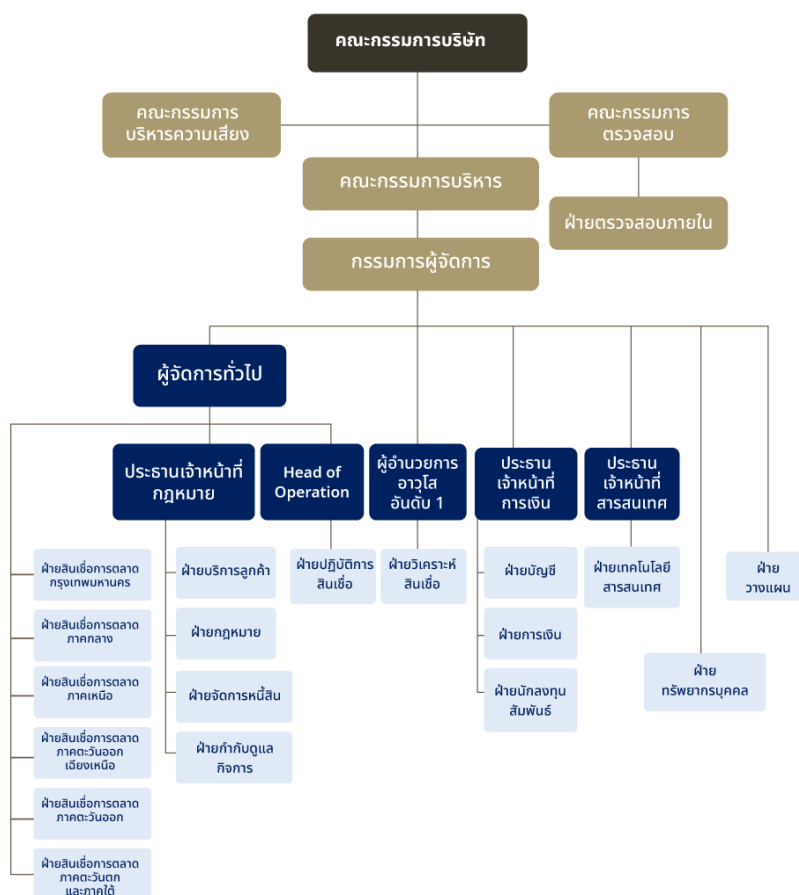 คณะกรรมการบริษัท
คณะกรรมการ
บริหารความเสี่ยง
คณะกรรมการ
ตรวจสอบ
คณะกรรมการบริหาร
ฝ่ายตรวจสอบภายใน
กรรมการผู้จัดการ
ผู้จัดการทั่วไป
ประธานเจ้าหน้าที่
กฎหมาย
Head of
Operation
ผู้อำนวยการ
อาวุโส
อันดับ 1
ประธาน
เจ้าหน้าที่
การเงิน
ประธาน
เจ้าหน้าที่
สารสนเทศ
ฝ่ายสินเชื่อการตลาด
กรุงเทพมหานคร
ฝ่ายสินเชื่อการตลาด
ภาคกลาง
ฝ่ายสินเชื่อการตลาด
ภาคเหนือ
ฝ่ายสินเชื่อการตลาด
ภาคตะวันออก
เฉียงเหนือ
ฝ่ายสินเชื่อการตลาด
ภาคตะวันออก
ฝ่ายสินเชื่อการตลาด
ภาคตะวันตก
และภาคใต้
ฝ่ายบริการลูกค้า
ฝ่ายกฎหมาย
ฝ่ายจัดการหนี้สิน
ฝ่ายกำกับดูแล
กิจการ
ฝ่ายปฏิบัติการ
สินเชื่อ
ฝ่ายวิเคราะห์
สินเชื่อ
ฝ่ายบัญชี
ฝ่ายการเงิน
ฝ่ายนักลงทุน
สัมพันธ์
ฝ่ายเทคโนโลยี
สารสนเทศ
ฝ่าย
ทรัพยากรบุคคล
ฝ่าย
วางแผน